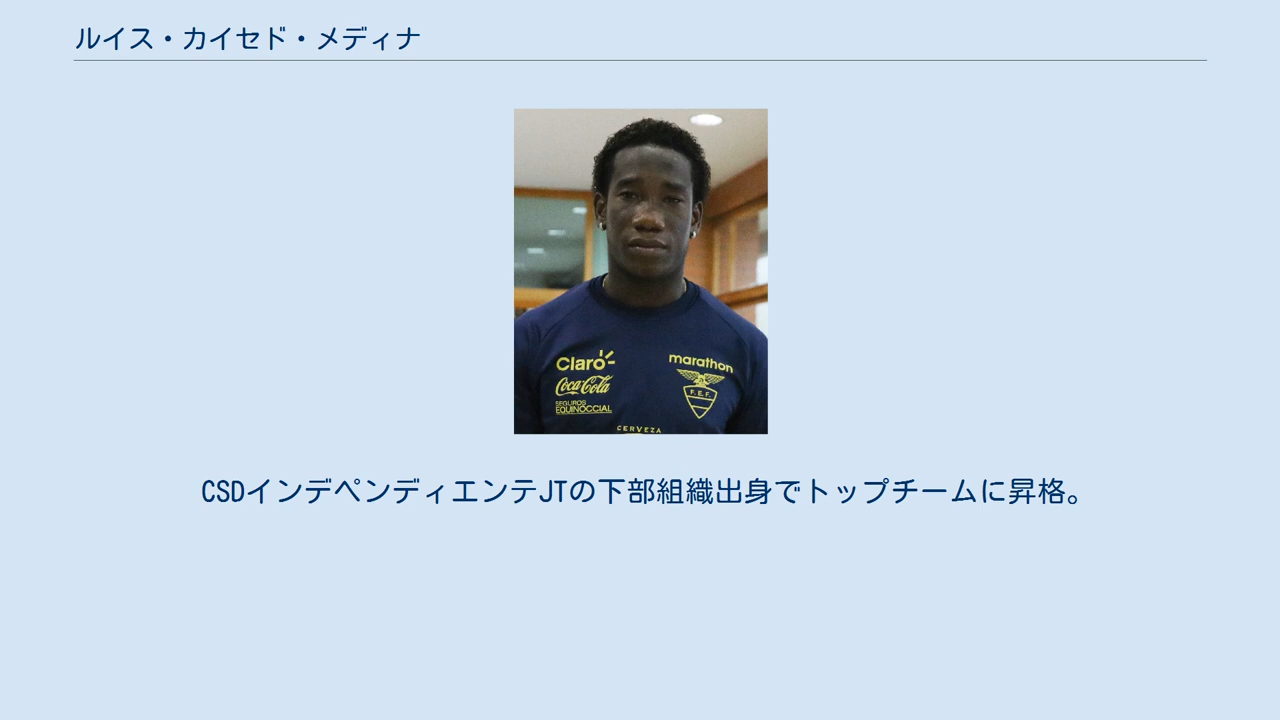 ルイス・カイセド・メディナ
Claro
marathon
Coca-Cola
F.E.F.
SEGUROS
EQUINOCCIAL
CERVEZA
CSDインデペンディエンテJTの下部組織出身でトップチームに昇格。